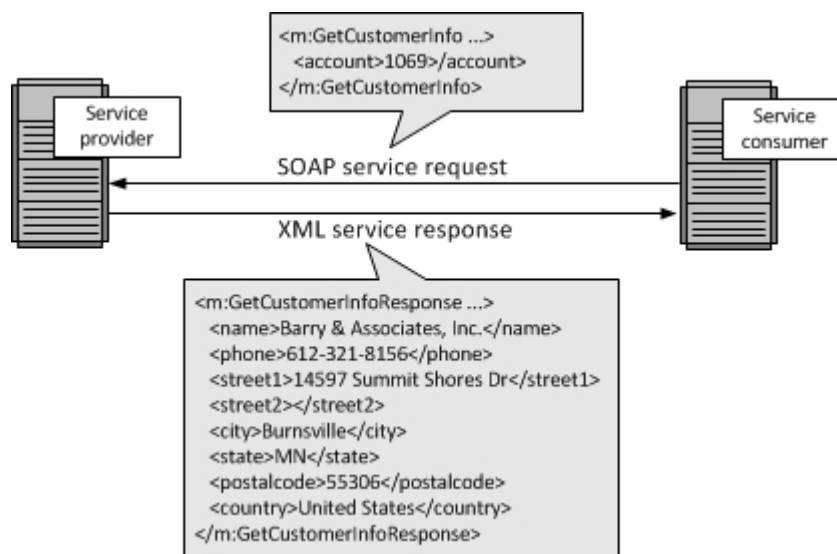 <m:GetCustomerInfo ...>
<account>1069>/account>
</m:GetCustomerInfo>
Service
provider
Service
consumer
SOAP service request
XML service response
<m:GetCustomerInfoResponse ...>
<name>Barry & Associates, Inc.</name>
<phone>612-321-8156</phone>
<street1>14597 Summit Shores Dr</street1>
<street2></street2>
<city>Burnsville</city>
<state>MN</state>
<postalcode>55306</postalcode>
<country>United States</country>
</m:GetCustomerInfoResponse>